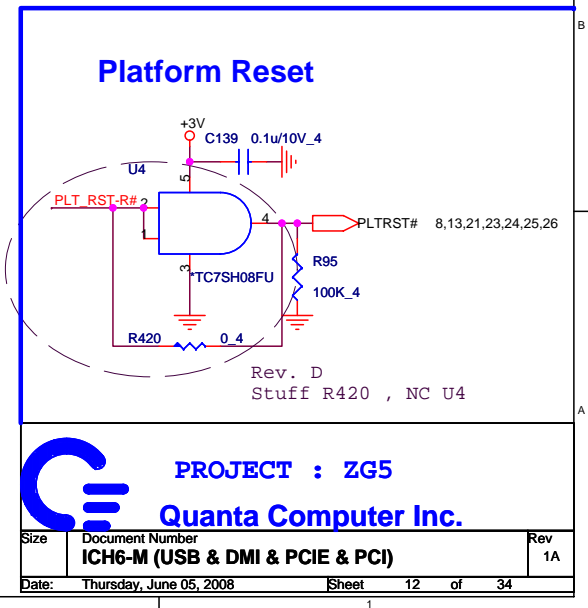 B
Platform Reset
+3V
C139 0.1u/10V_4
U4
5
PLT_RST-R# 2
4
PLTRST# 8,13,21,23,24,25,26
1
3
*TC7SH08FU
R95
100K_4
R420 0_4
Rev. D
Stuff R420 , NC U4
A
PROJECT : ZG5
Quanta Computer Inc.
Size Document Number Rev
ICH6-M (USB & DMI & PCIE & PCI) 1A
Date: Thursday, June 05, 2008 Sheet 12 of 34
1